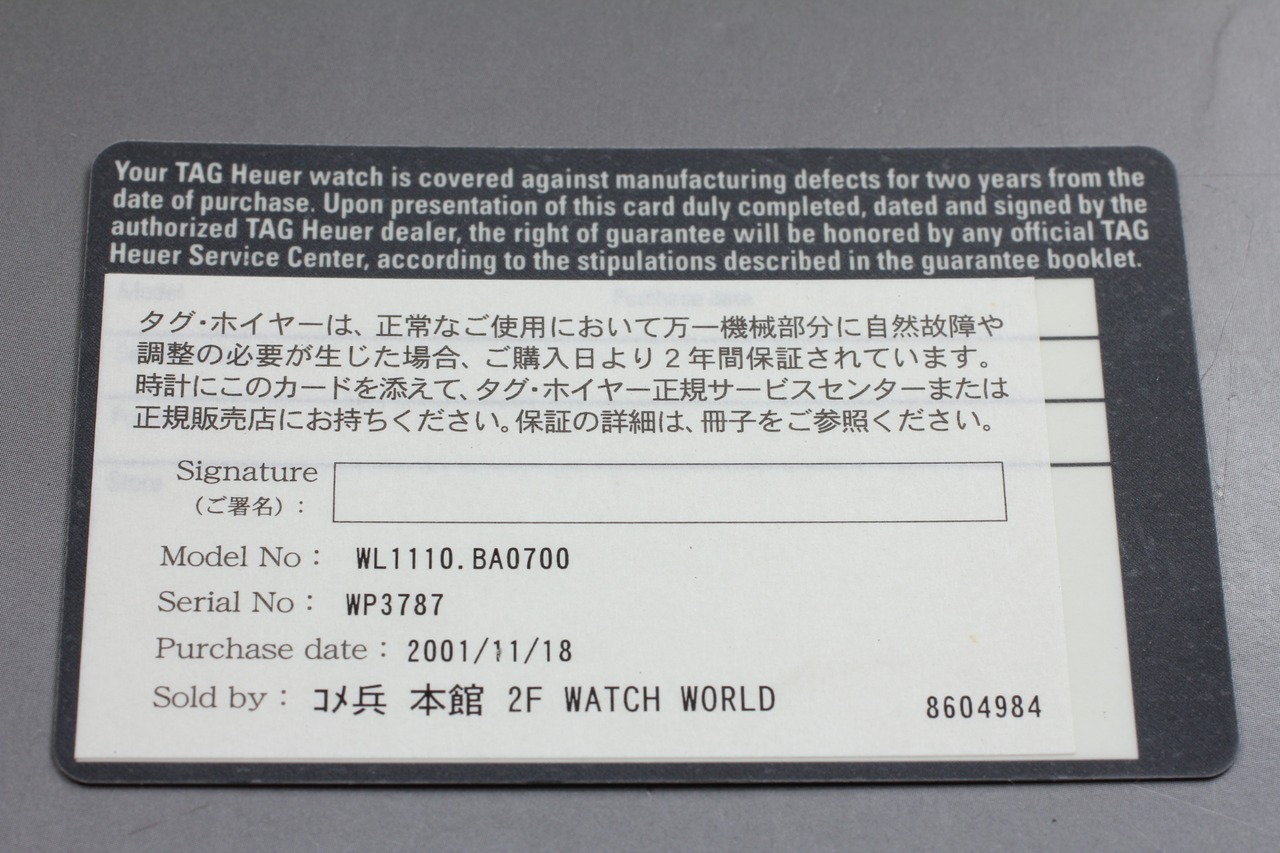 Your TAG Heuer watch is covered against manufacturing defects for two years from the
date of purchase. Upon presentation of this card duly completed, dated and signed by the
authorized TAG Heuer dealer, the right of guarantee will be honored by any official TAG
Heuer Service Center, according to the stipulations described in the guarantee booklet.
Model Purchase date
タグ・ホイヤーは、正常なご使用において万一機械部分に自然故障や
調整の必要が生じた場合、ご購入日より2年間保証されています。
時計にこのカードを添えて、タグ・ホイヤー正規サービスセンターまたは
正規販売店にお持ちください。保証の詳細は、冊子をご参照ください。
Store
Signature
(ご署名):
Model No : WL1110.BA0700
Serial No : WP3787
Purchase date : 2001/11/18
Sold by : コメ兵 本館 2F WATCH WORLD
8604984